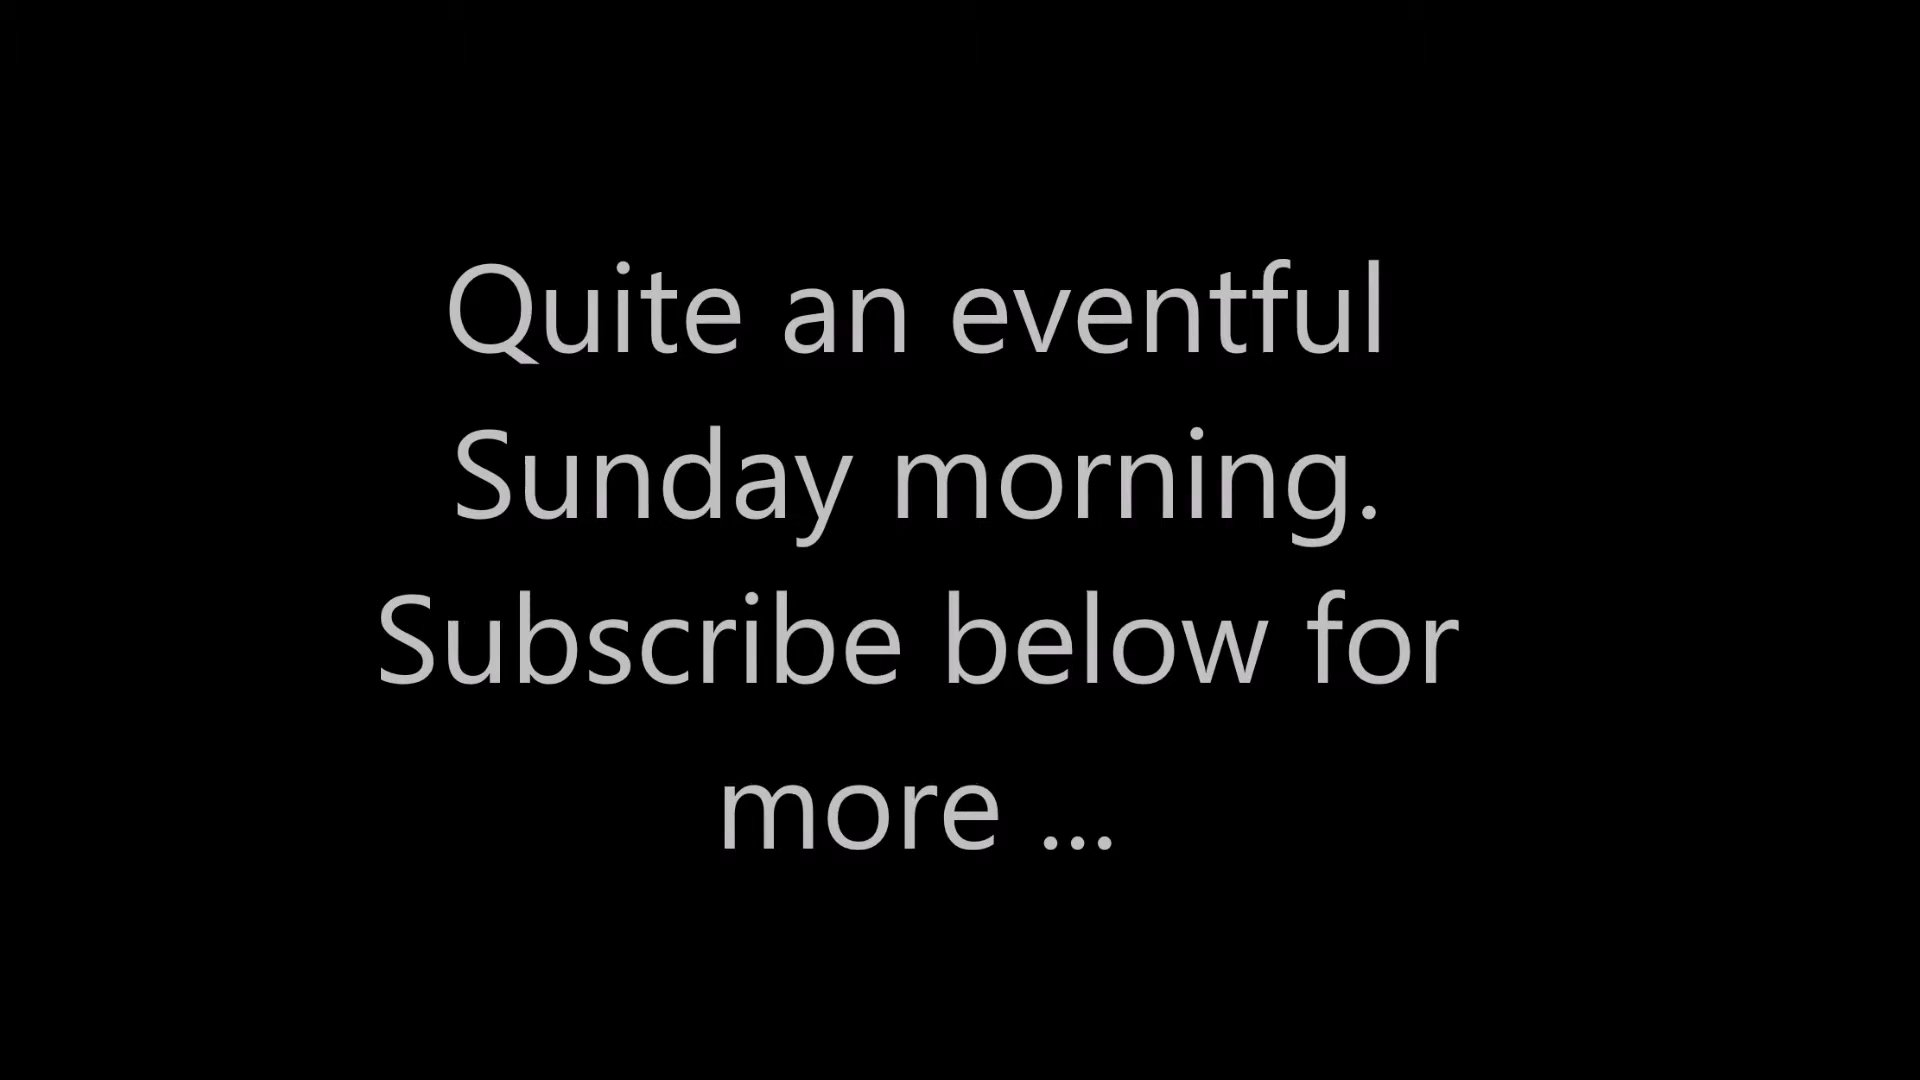 Quite an eventful
Sunday morning.
Subscribe below for
more ...